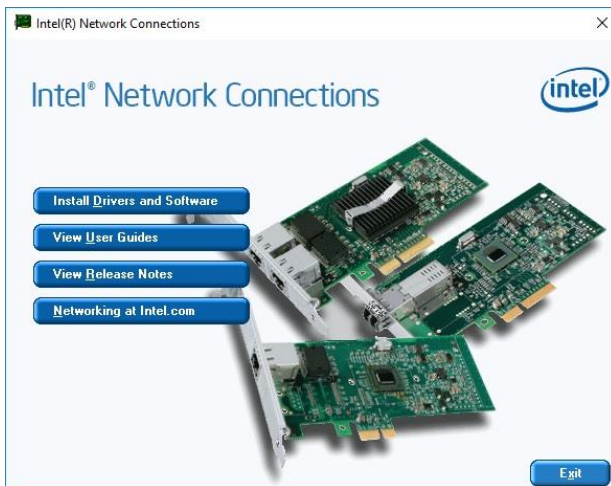 Intel(R) Network Connections
Intel® Network Connections
intel
Install Drivers and Software
View User Guides
View Release Notes
Networking at Intel.com
Exit